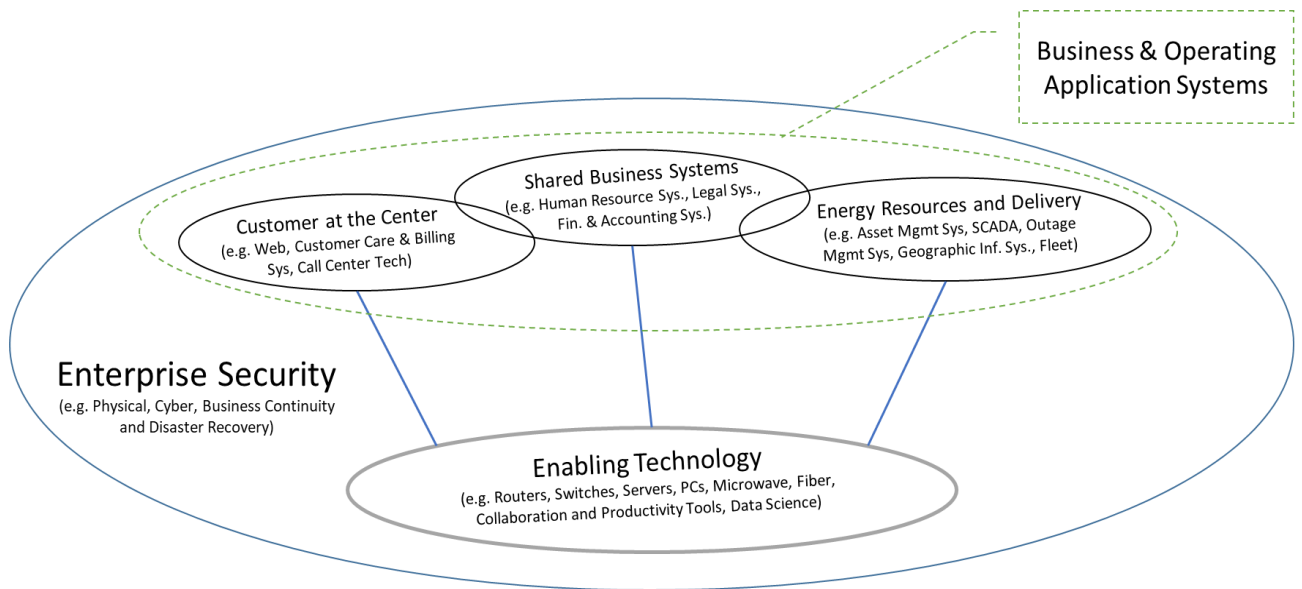 Business & Operating
Application Systems
Shared Business Systems
(e.g. Human Resource Sys., Legal Sys.,
Fin. & Accounting Sys.)
Customer at the Center
(e.g. Web, Customer Care & Billing
Sys, Call Center Tech)
Energy Resources and Delivery
(e.g. Asset Mgmt Sys, SCADA, Outage
Mgmt Sys, Geographic Inf. Sys., Fleet)
Enterprise Security
(e.g. Physical, Cyber, Business Continuity
and Disaster Recovery)
Enabling Technology
(e.g. Routers, Switches, Servers, PCs, Microwave, Fiber,
Collaboration and Productivity Tools, Data Science)